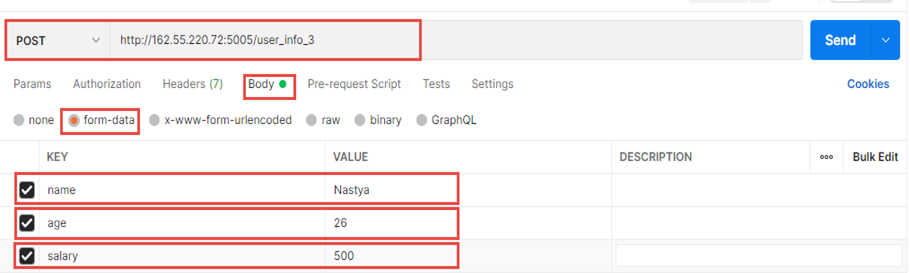 POST http://162.55.220.72:5005/user_info_3 Send
Params Authorization Headers (7) Body Pre-request Script Tests Settings Cookies
none form-data x-www-form-urlencoded raw binary GraphQL
KEY VALUE DESCRIPTION ooo Bulk Edit
name Nastya
age 26
salary 500